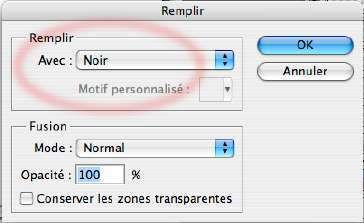 Remplir
Remplir
Avec : Noir
Motif personnalisé :
OK
Annuler
Fusion
Mode : Normal
Opacité : 100 %
Conserver les zones transparentes